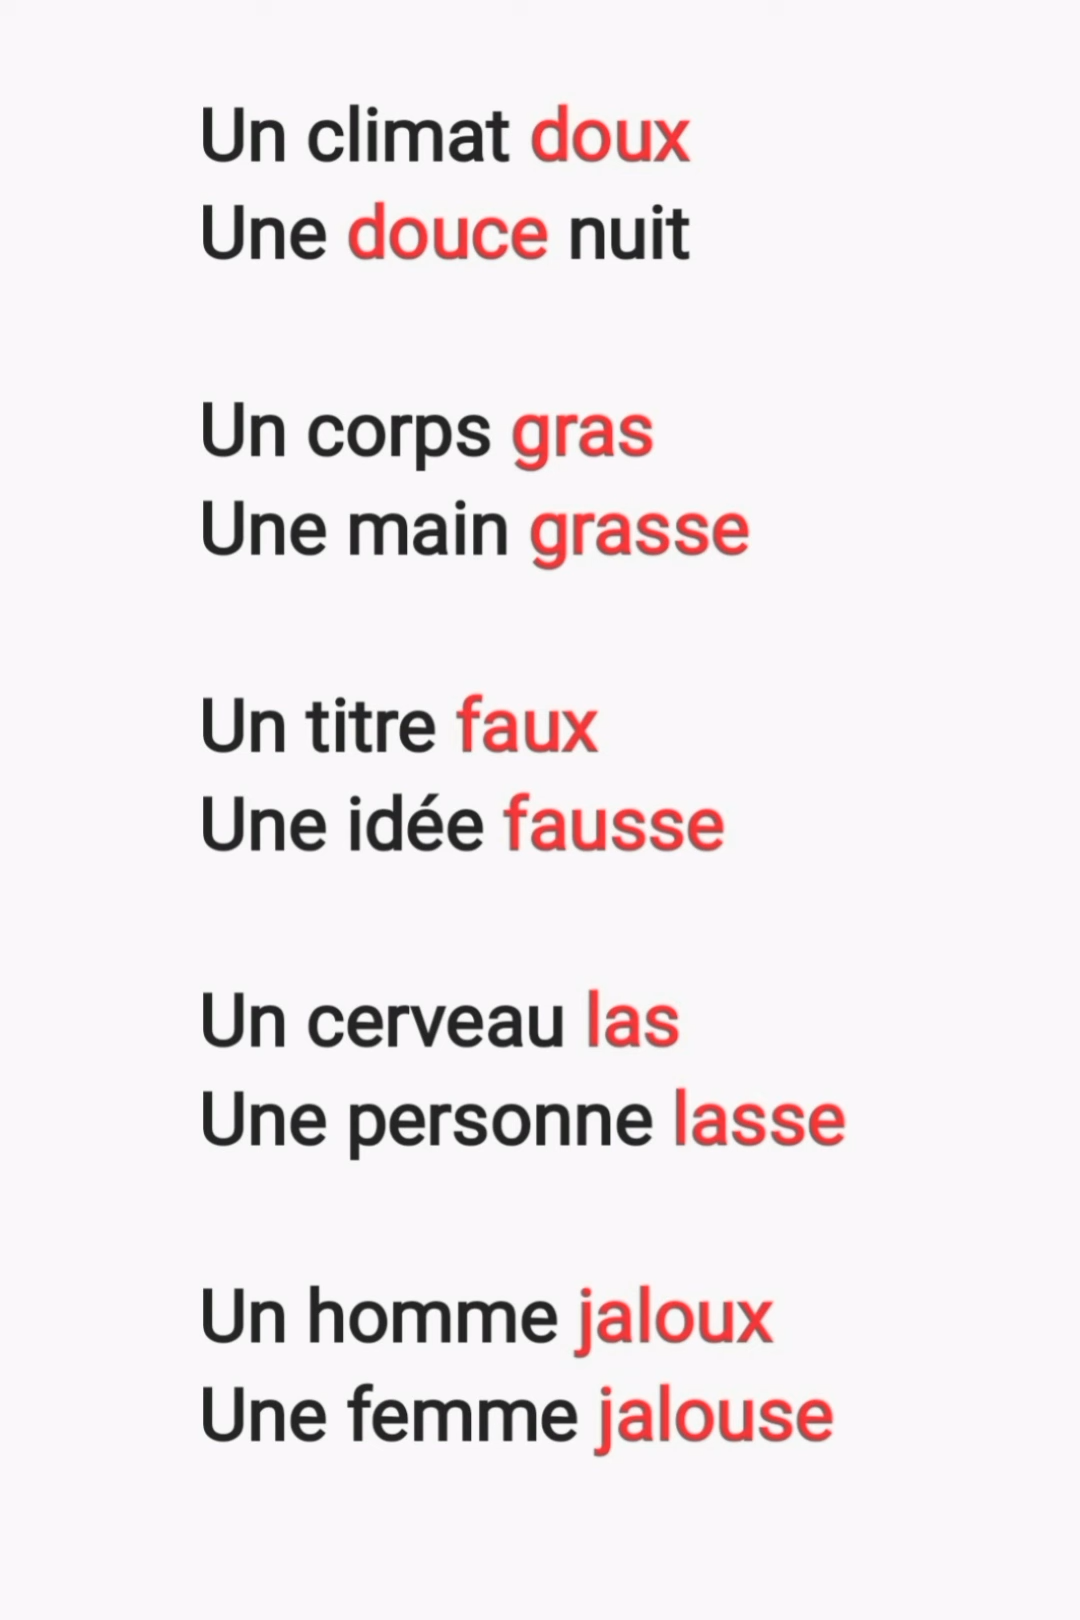 Un climat doux
Une douce nuit
Un corps gras
Une main grasse
Un titre faux
Une idée fausse
Un cerveau las
Une personne lasse
Un homme jaloux
Une femme jalouse